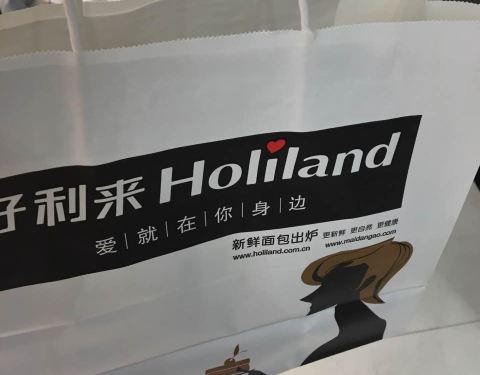 好利来 Holiland
爱|就|在|你|身|边
新鲜面包出炉 更新鲜 更自然 更健康
www.holiland.com.cn www.maidangao.com